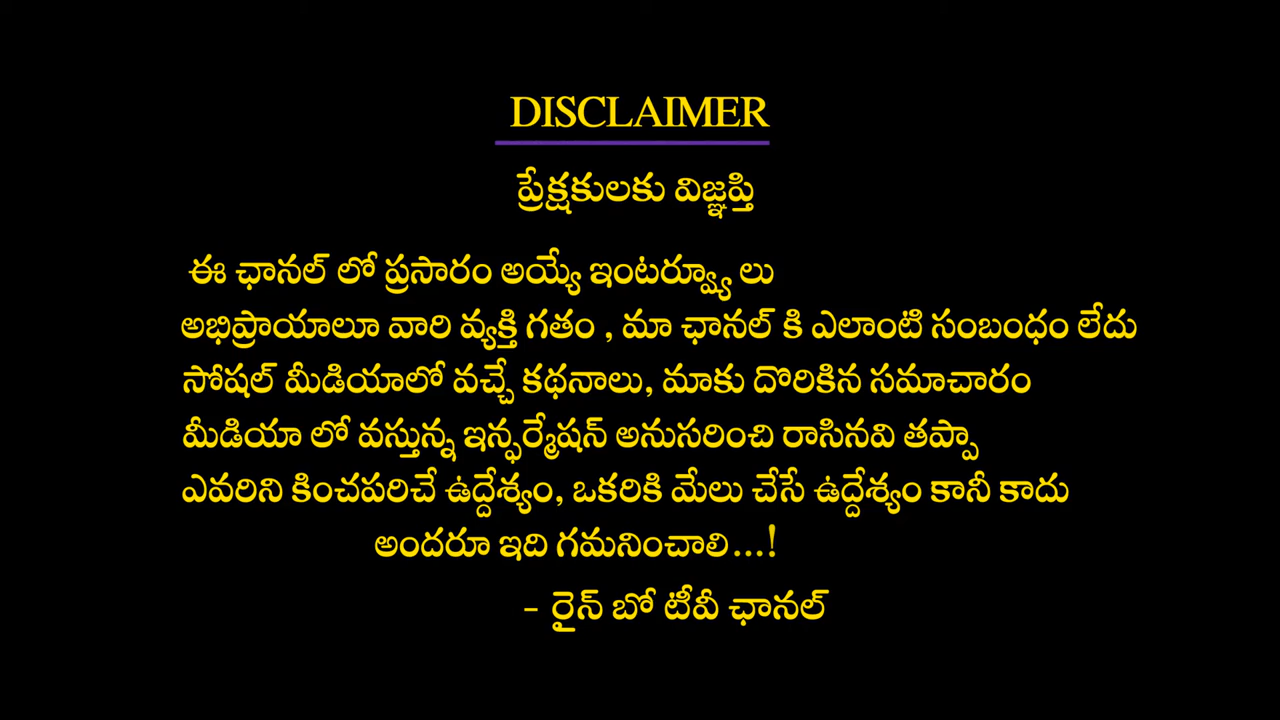 DISCLAIMER
ప్రేక్షకులకు విజ్ఞప్తి
ఈ ఛానల్ లో ప్రసారం అయ్యే ఇంటర్వ్యూ లు
అభిప్రాయాలూ వారి వ్యక్తి గతం , మా ఛానల్ కి ఎలాంటి సంబంధం లేదు
సోషల్ మీడియాలో వచ్చే కథనాలు, మాకు దొరికిన సమాచారం
మీడియా లో వస్తున్న ఇన్ఫర్మేషన్ అనుసరించి రాసినవి తప్పా
ఎవరిని కించపరిచే ఉద్దేశ్యం, ఒకరికి మేలు చేసే ఉద్దేశ్యం కానీ కాదు
అందరూ ఇది గమనించాలి...!
- రైన్ బో టీవీ ఛానల్